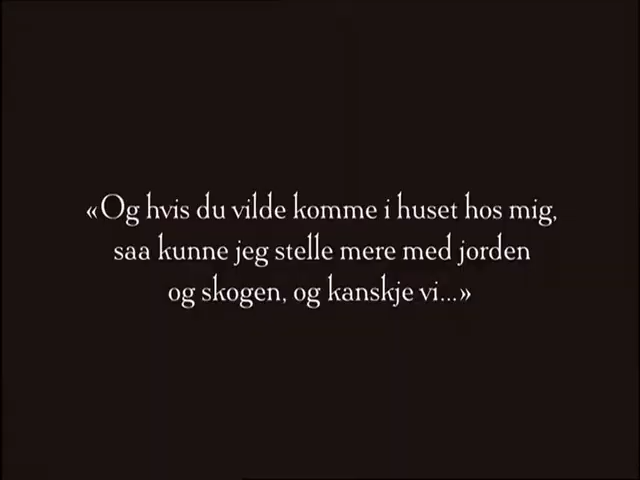 «Og hvis du vilde komme i huset hos mig,
saa kunne jeg stelle mere med jorden
og skogen, og kanskje vi...»